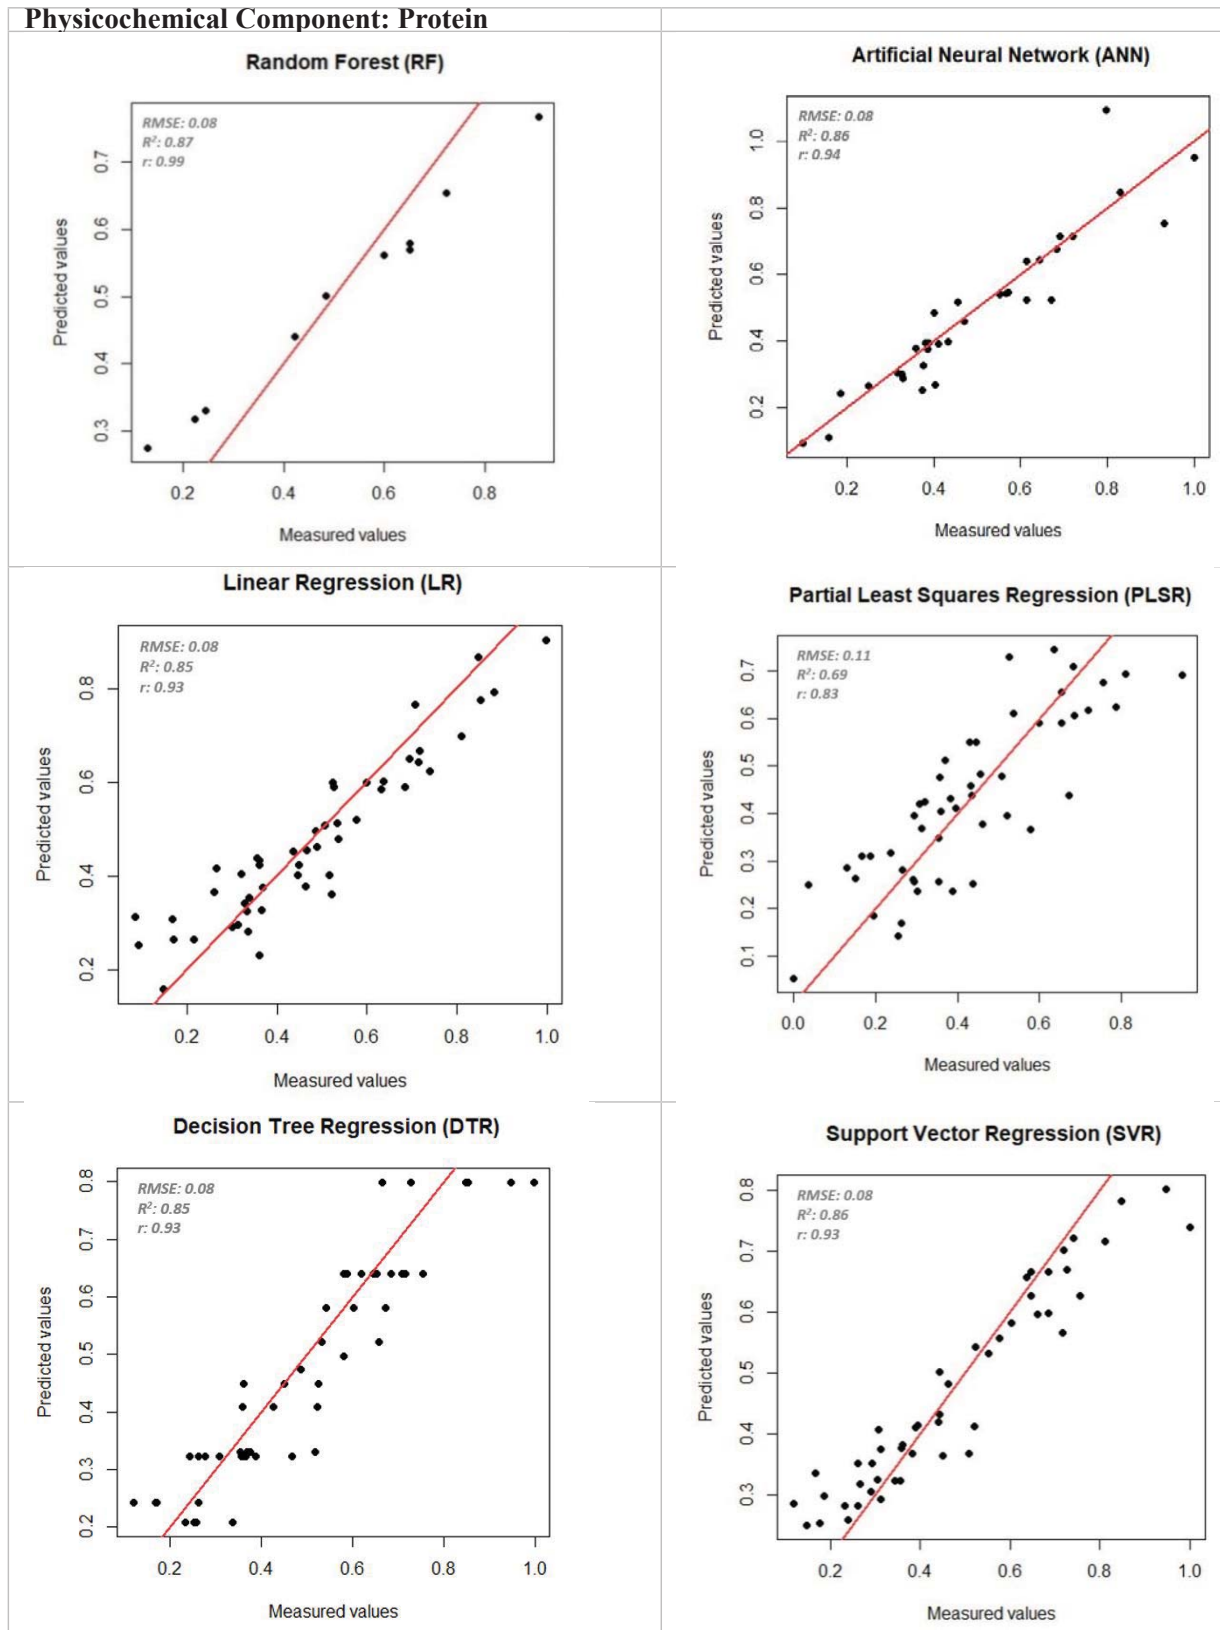 Physicochemical Component: Protein
Random Forest (RF)
RMSE: 0.08
R²: 0.87
r: 0.99
Predicted values
0.3 0.4 0.5 0.6 0.7
0.2 0.4 0.6 0.8
Measured values
Artificial Neural Network (ANN)
RMSE: 0.08
R²: 0.86
r: 0.94
Predicted values
0.2 0.4 0.6 0.8 1.0
0.2 0.4 0.6 0.8 1.0
Measured values
Linear Regression (LR)
RMSE: 0.08
R²: 0.85
r: 0.93
Predicted values
0.2 0.4 0.6 0.8
0.2 0.4 0.6 0.8 1.0
Measured values
Partial Least Squares Regression (PLSR)
RMSE: 0.11
R²: 0.69
r: 0.83
Predicted values
0.1 0.2 0.3 0.4 0.5 0.6 0.7
0.0 0.2 0.4 0.6 0.8
Measured values
Decision Tree Regression (DTR)
RMSE: 0.08
R²: 0.85
r: 0.93
Predicted values
0.2 0.3 0.4 0.5 0.6 0.7 0.8
0.2 0.4 0.6 0.8 1.0
Measured values
Support Vector Regression (SVR)
RMSE: 0.08
R²: 0.86
r: 0.93
Predicted values
0.3 0.4 0.5 0.6 0.7 0.8
0.2 0.4 0.6 0.8 1.0
Measured values